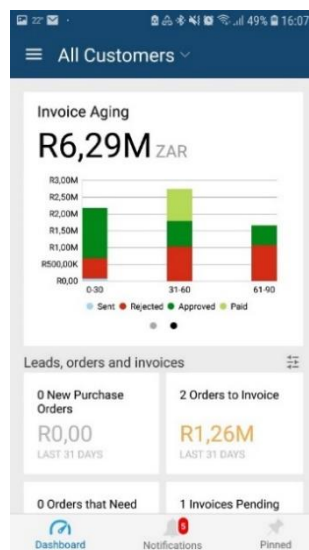 22° 49% 16:07
All Customers
Invoice Aging
R6,29M ZAR
R3,00M
R2,50M
R2,00M
R1,50M
R1,00M
R500,00K
R0,00
0-30 31-60 61-90
Sent Rejected Approved Paid
Leads, orders and invoices
0 New Purchase Orders
R0,00
LAST 31 DAYS
2 Orders to Invoice
R1,26M
LAST 31 DAYS
0 Orders that Need
1 Invoices Pending
5
Dashboard Notifications Pinned